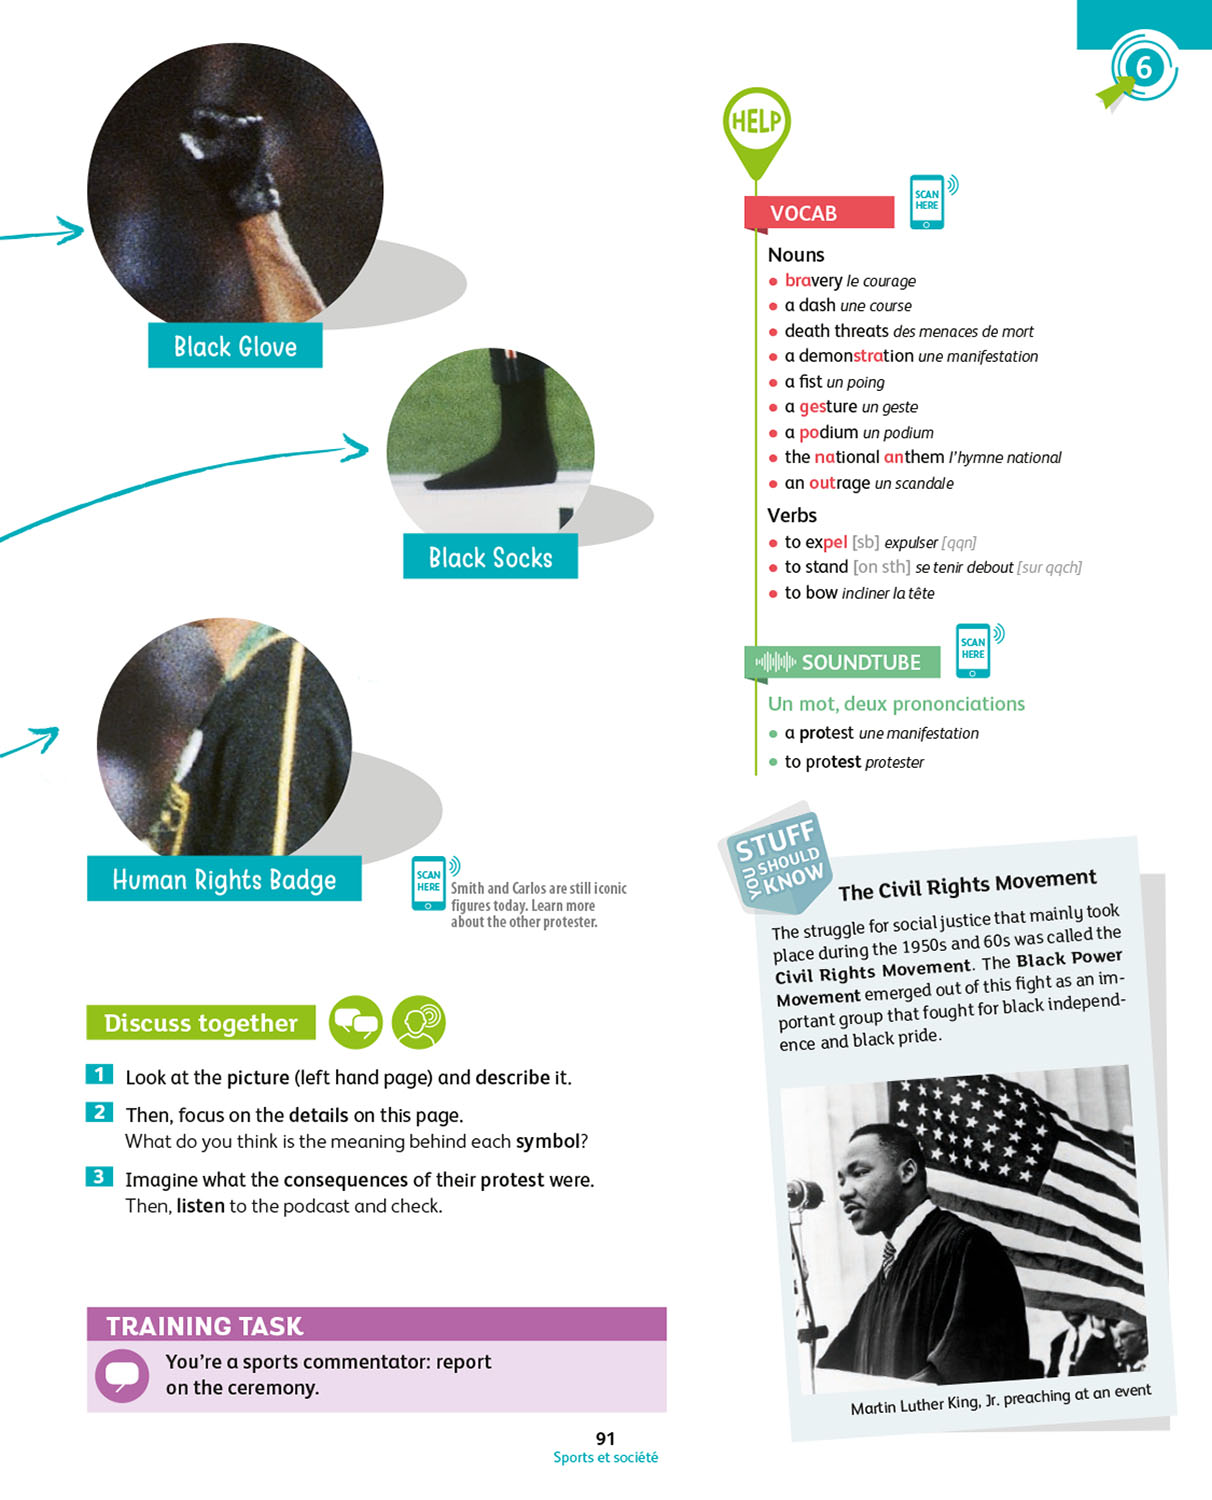 6
HELP
VOCAB
SCAN
HERE
Nouns
• bravery le courage
• a dash une course
• death threats des menaces de mort
• a demonstration une manifestation
• a fist un poing
• a gesture un geste
• a podium un podium
• the national anthem l'hymne national
• an outrage un scandale
Verbs
• to expel [sb] expulser [qqn]
• to stand [on sth] se tenir debout [sur qqch]
• to bow incliner la tête
SOUNDTUBE
SCAN
HERE
Un mot, deux prononciations
• a protest une manifestation
• to protest protester
Black Glove
Black Socks
Human Rights Badge
SCAN
HERE
Smith and Carlos are still iconic
figures today. Learn more
about the other protester.
STUFF
YOU SHOULD
KNOW
The Civil Rights Movement
The struggle for social justice that mainly took
place during the 1950s and 60s was called the
Civil Rights Movement. The Black Power
Movement emerged out of this fight as an im-
portant group that fought for black independ-
ence and black pride.
Martin Luther King, Jr. preaching at an event
Discuss together
1 Look at the picture (left hand page) and describe it.
2 Then, focus on the details on this page.
What do you think is the meaning behind each symbol?
3 Imagine what the consequences of their protest were.
Then, listen to the podcast and check.
TRAINING TASK
You're a sports commentator: report
on the ceremony.
91
Sports et société